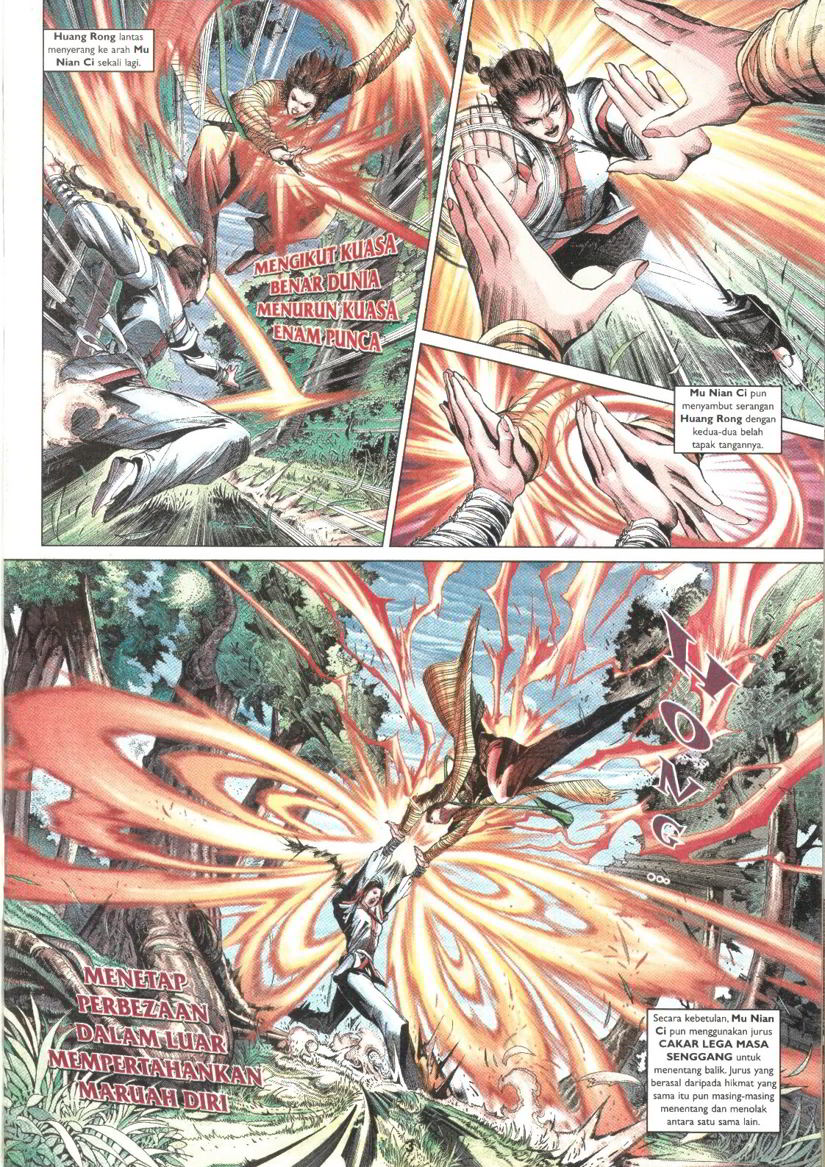 Huang Rong lantas
menyerang ke arah Mu
Nian Ci sekali lagi.
MENGIKUT KUASA
BENAR DUNIA
MENURUN KUASA
ENAM PUNCA
Mu Nian Ci pun
menyambut serangan
Huang Rong dengan
kedua-dua belah
tapak tangannya.
HONG
MENETAP
PERBEZAAN
DALAM LUAR
MEMPERTAHANKAN
MARUAH DIRI
Secara kebetulan, Mu Nian
Ci pun menggunakan jurus
CAKAR LEGA MASA
SENGGANG untuk
menentang balik. Jurus yang
berasal daripada hikmat yang
sama itu pun masing-masing
menentang dan menolak
antara satu sama lain.